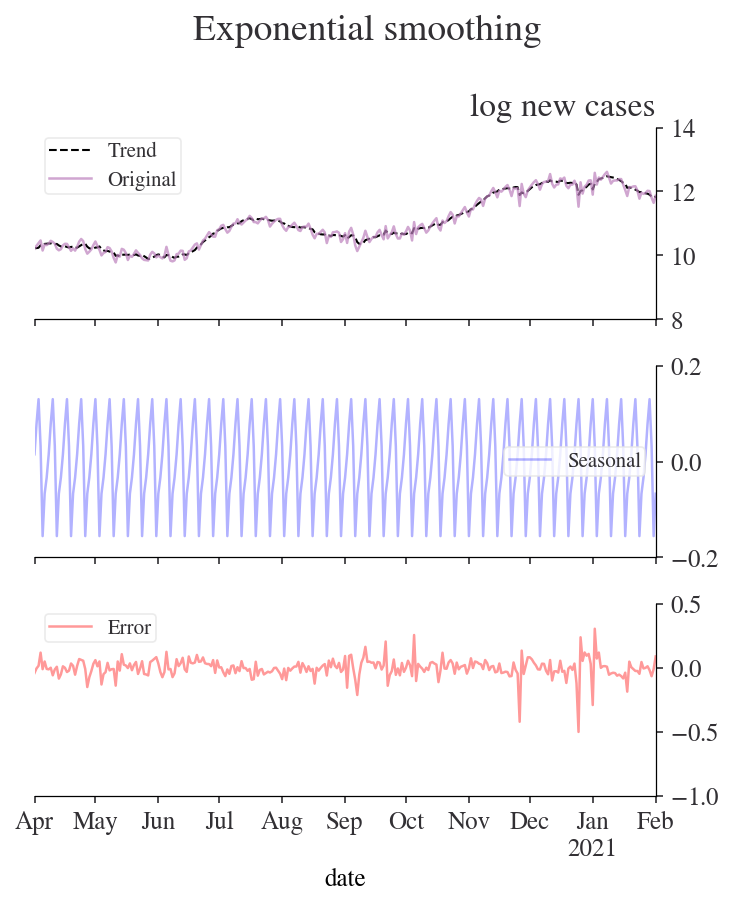 Exponential smoothing
log new cases
Trend
Original
14
12
10
8
0.2
Seasonal
0.0
−0.2
0.5
Error
0.0
−0.5
−1.0
Apr May Jun Jul Aug Sep Oct Nov Dec Jan Feb
2021
date